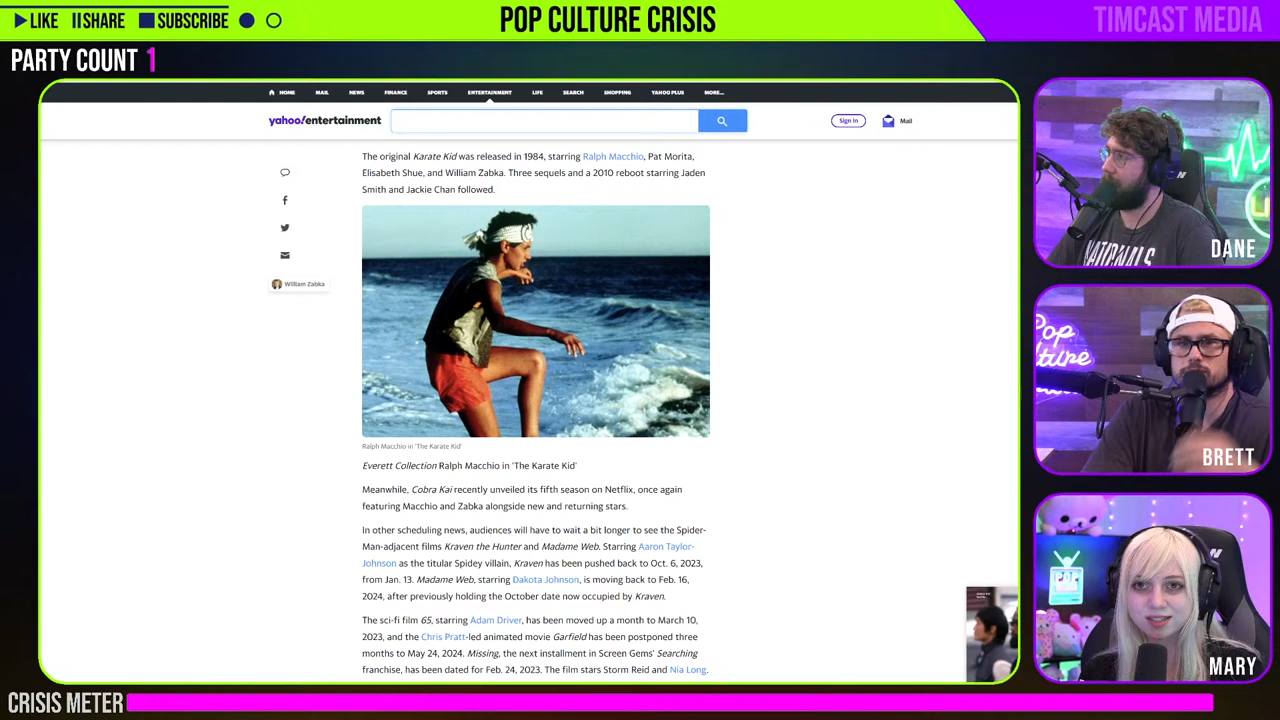 LIKE SHARE SUBSCRIBE
POP CULTURE CRISIS
TIMCAST MEDIA
PARTY COUNT 1
HOME MAIL NEWS FINANCE SPORTS ENTERTAINMENT LIFE SEARCH SHOPPING YAHOO PLUS MORE...
yahoo!entertainment
Sign in
Mail
The original Karate Kid was released in 1984, starring Ralph Macchio, Pat Morita,
Elisabeth Shue, and William Zabka. Three sequels and a 2010 reboot starring Jaden
Smith and Jackie Chan followed.
William Zabka
Ralph Macchio in 'The Karate Kid'
Everett Collection Ralph Macchio in 'The Karate Kid'
Meanwhile, Cobra Kai recently unveiled its fifth season on Netflix, once again
featuring Macchio and Zabka alongside new and returning stars.
In other scheduling news, audiences will have to wait a bit longer to see the Spider-
Man-adjacent films Kraven the Hunter and Madame Web. Starring Aaron Taylor-
Johnson as the titular Spidey villain, Kraven has been pushed back to Oct. 6, 2023,
from Jan. 13. Madame Web, starring Dakota Johnson, is moving back to Feb. 16,
2024, after previously holding the October date now occupied by Kraven.
The sci-fi film 65, starring Adam Driver, has been moved up a month to March 10,
2023, and the Chris Pratt-led animated movie Garfield has been postponed three
months to May 24, 2024. Missing, the next installment in Screen Gems' Searching
franchise, has been dated for Feb. 24, 2023. The film stars Storm Reid and Nia Long.
NATIONALS
DANE
Pop
Culture
BRETT
MARY
CRISIS METER